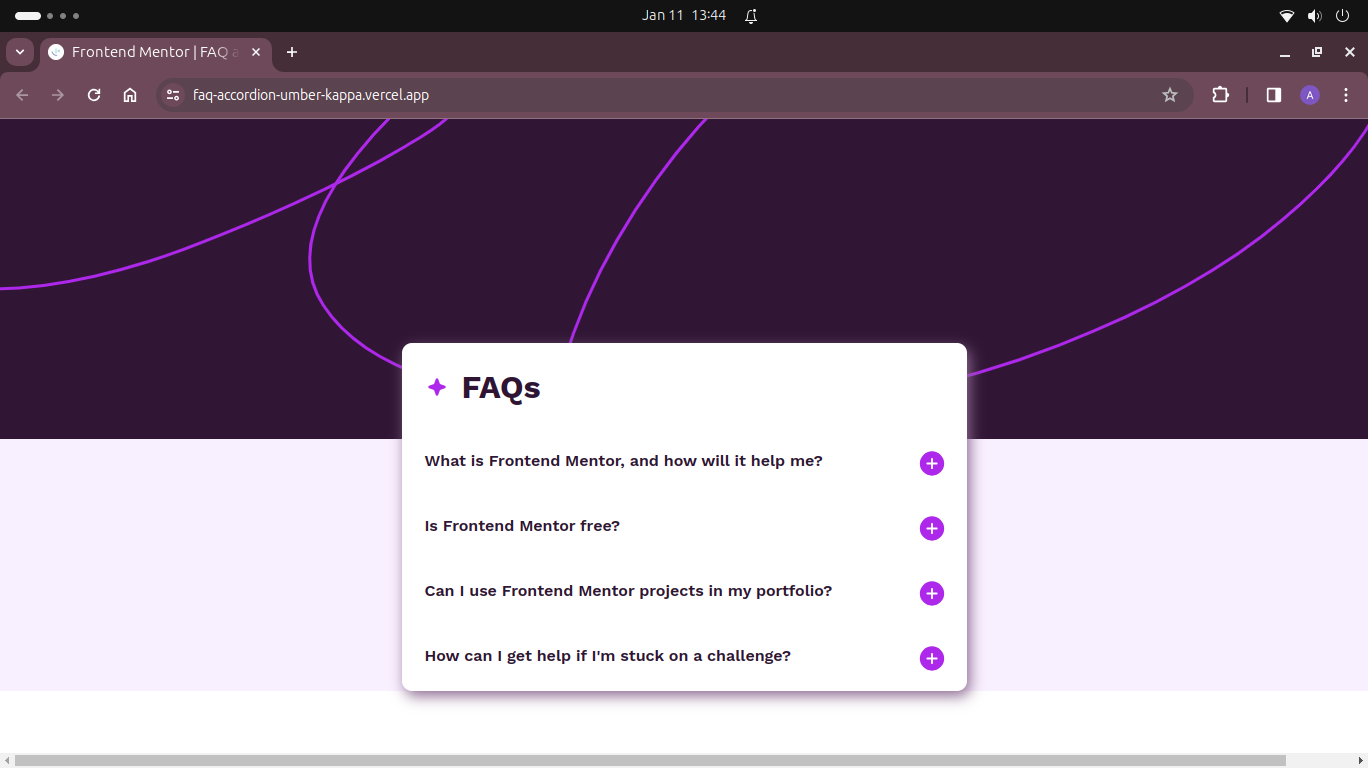 Jan 11 13:44
Frontend Mentor | FAQ a
faq-accordion-umber-kappa.vercel.app
A
FAQs
What is Frontend Mentor, and how will it help me?
Is Frontend Mentor free?
Can I use Frontend Mentor projects in my portfolio?
How can I get help if I'm stuck on a challenge?